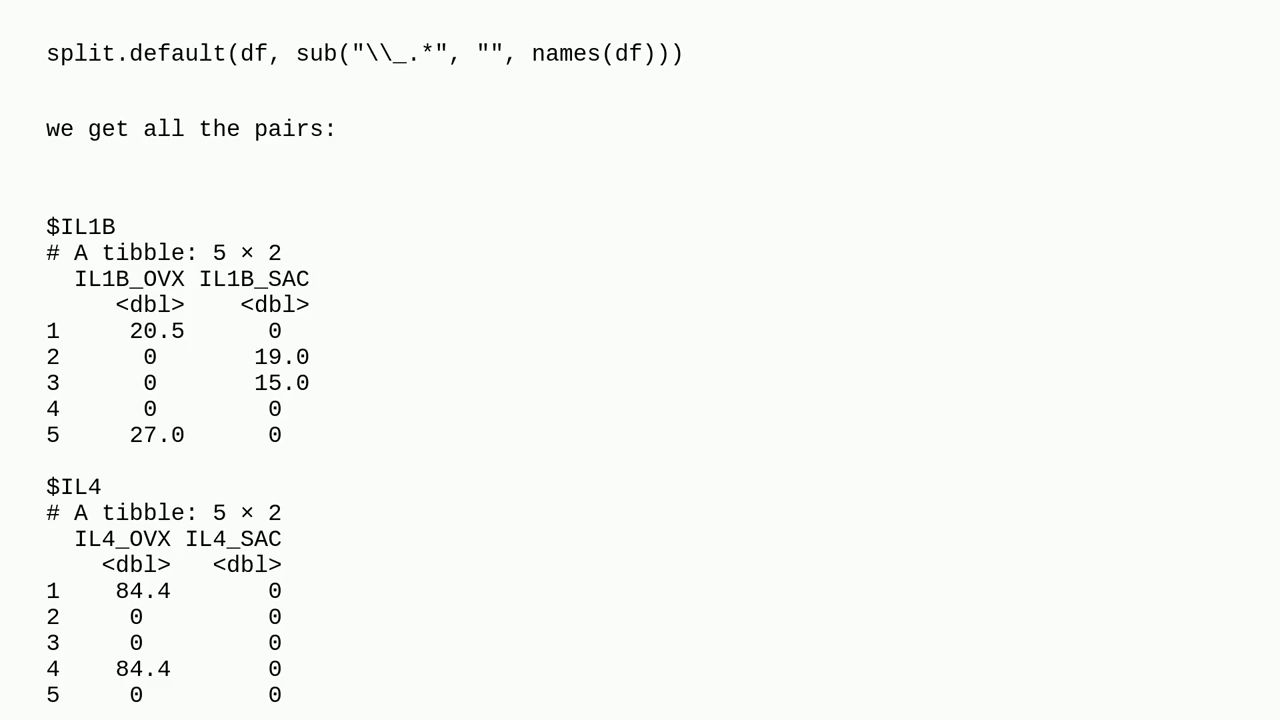 split.default(df, sub("\\_.*", "", names(df)))
we get all the pairs:
$IL1B
# A tibble: 5 × 2
  IL1B_OVX IL1B_SAC
     <dbl>    <dbl>
1     20.5      0
2      0       19.0
3      0       15.0
4      0        0
5     27.0      0
$IL4
# A tibble: 5 × 2
  IL4_OVX IL4_SAC
    <dbl>   <dbl>
1    84.4       0
2     0         0
3     0         0
4    84.4       0
5     0         0